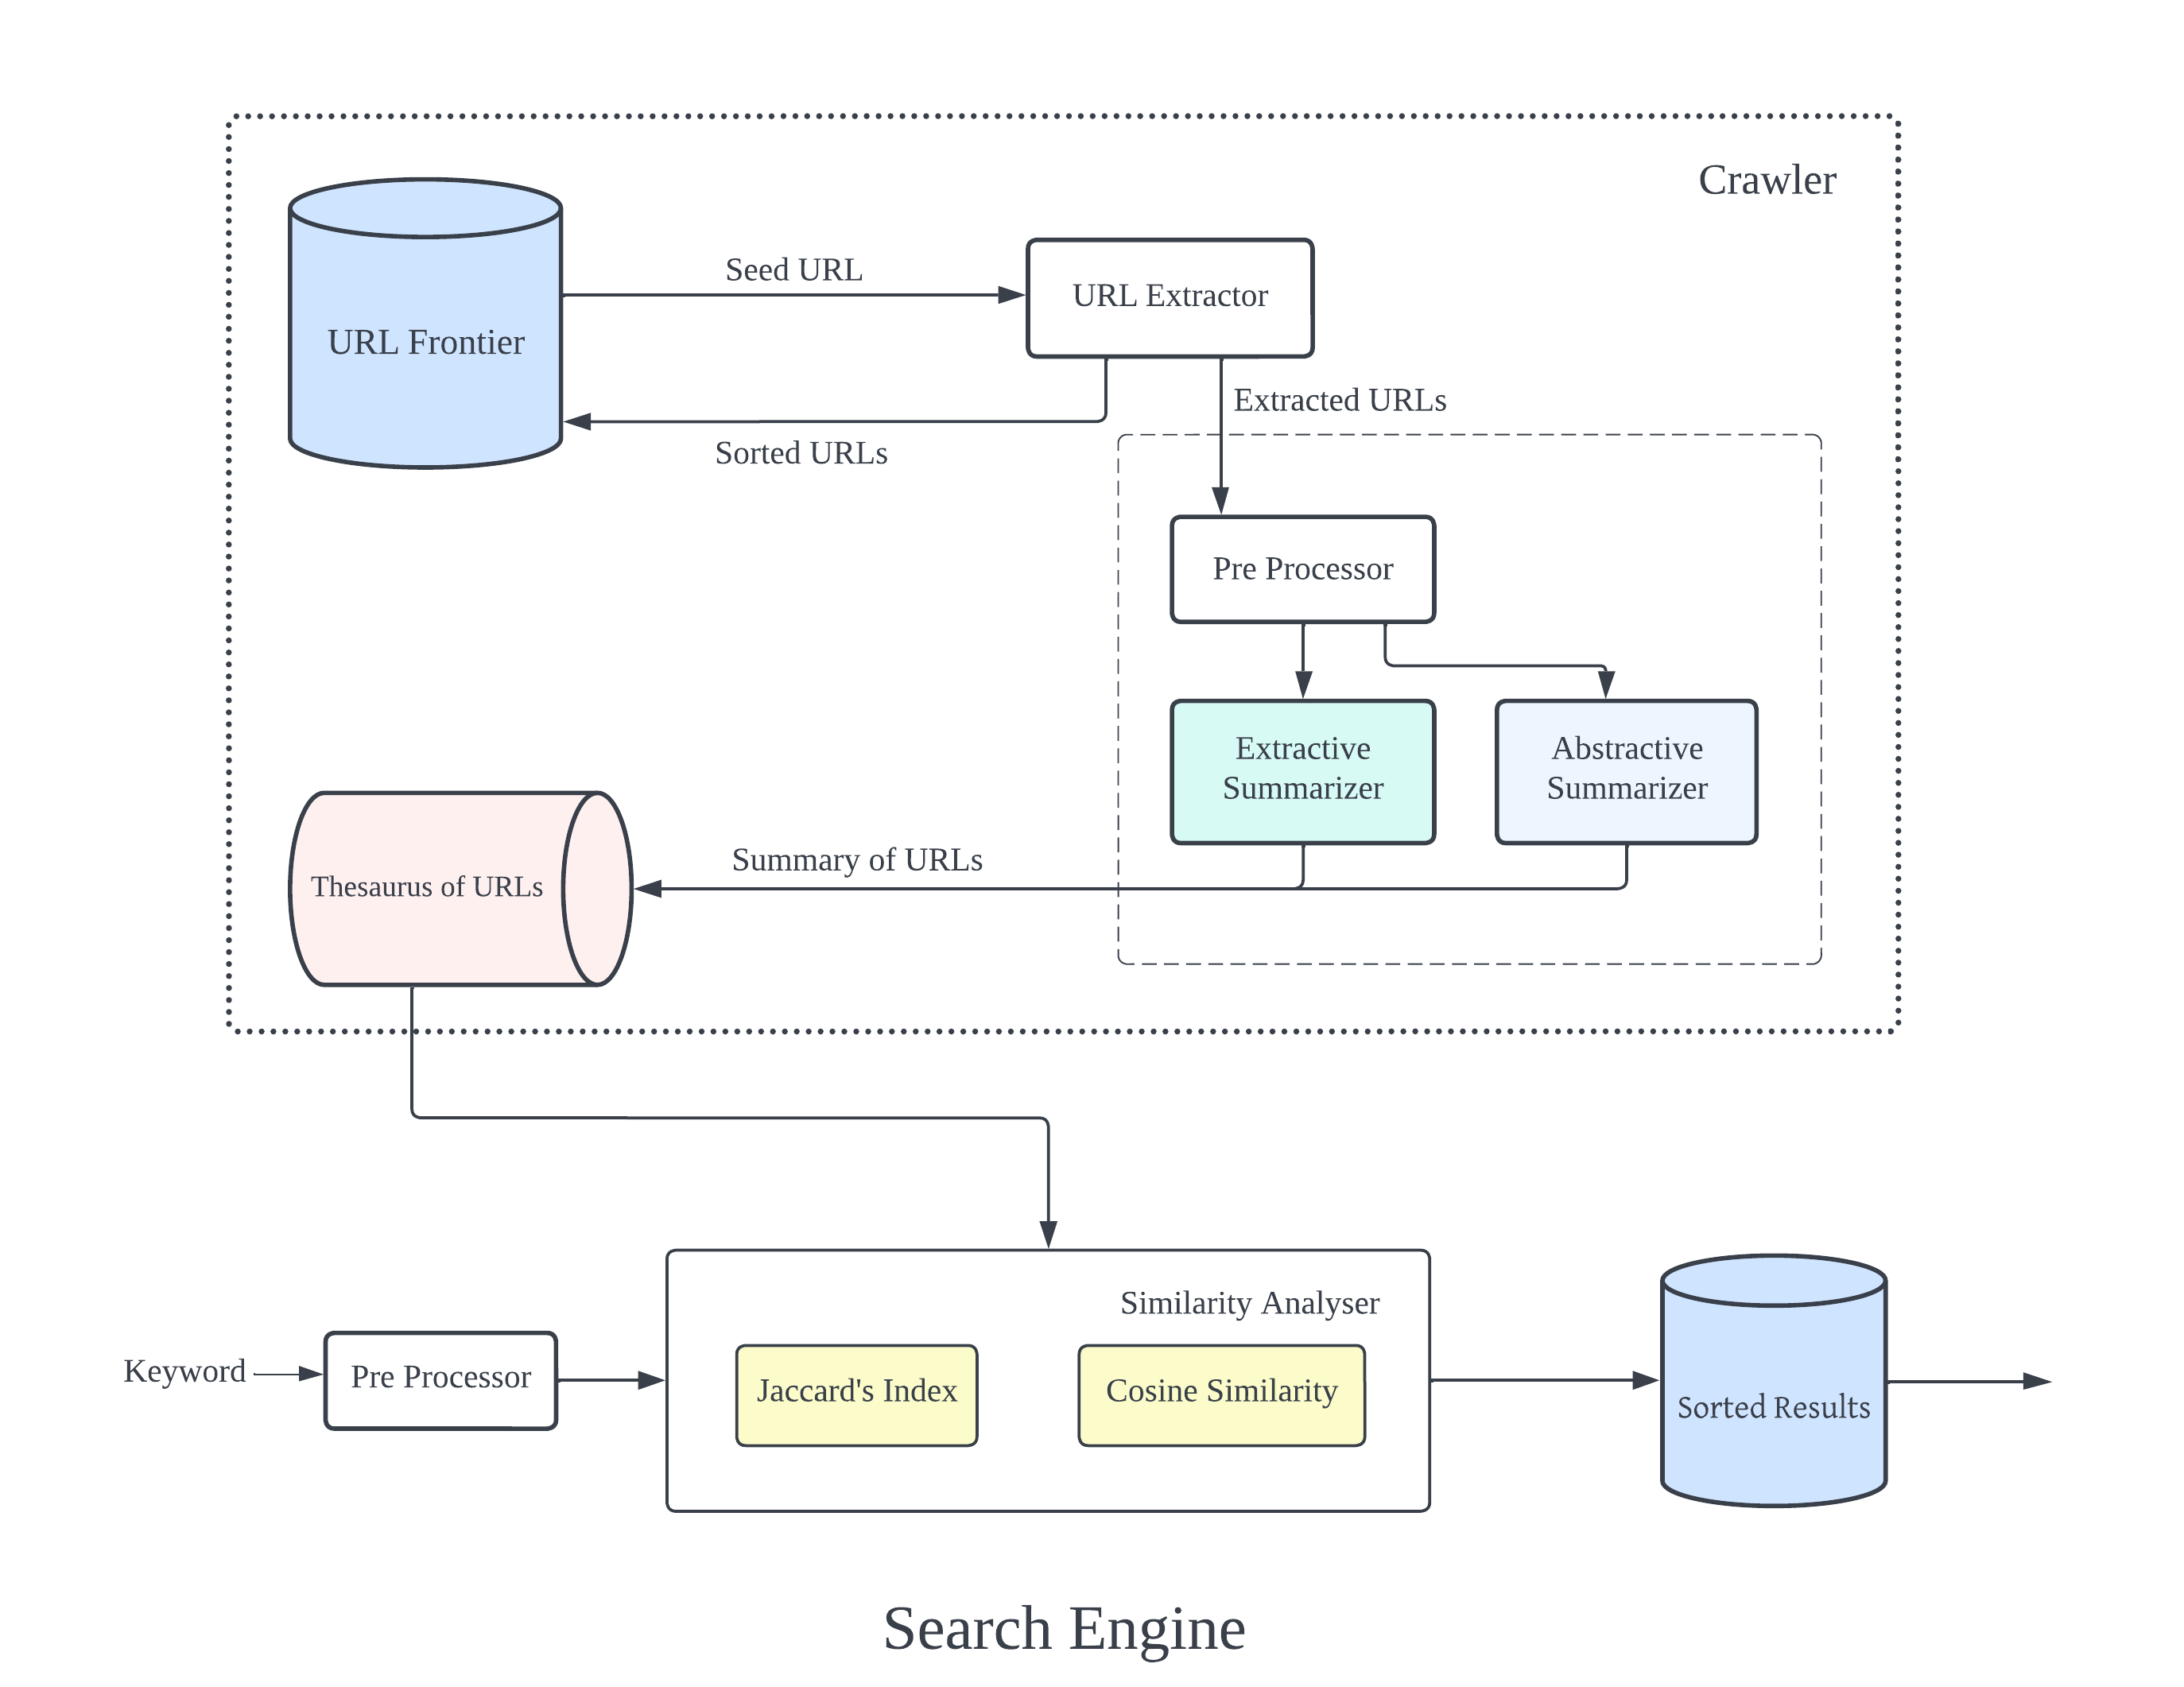 Crawler
Seed URL
URL Extractor
URL Frontier
Extracted URLs
Sorted URLs
Pre Processor
Extractive
Summarizer
Abstractive
Summarizer
Summary of URLs
Thesaurus of URLs
Similarity Analyser
Keyword
Pre Processor
Jaccard's Index
Cosine Similarity
Sorted Results
Search Engine